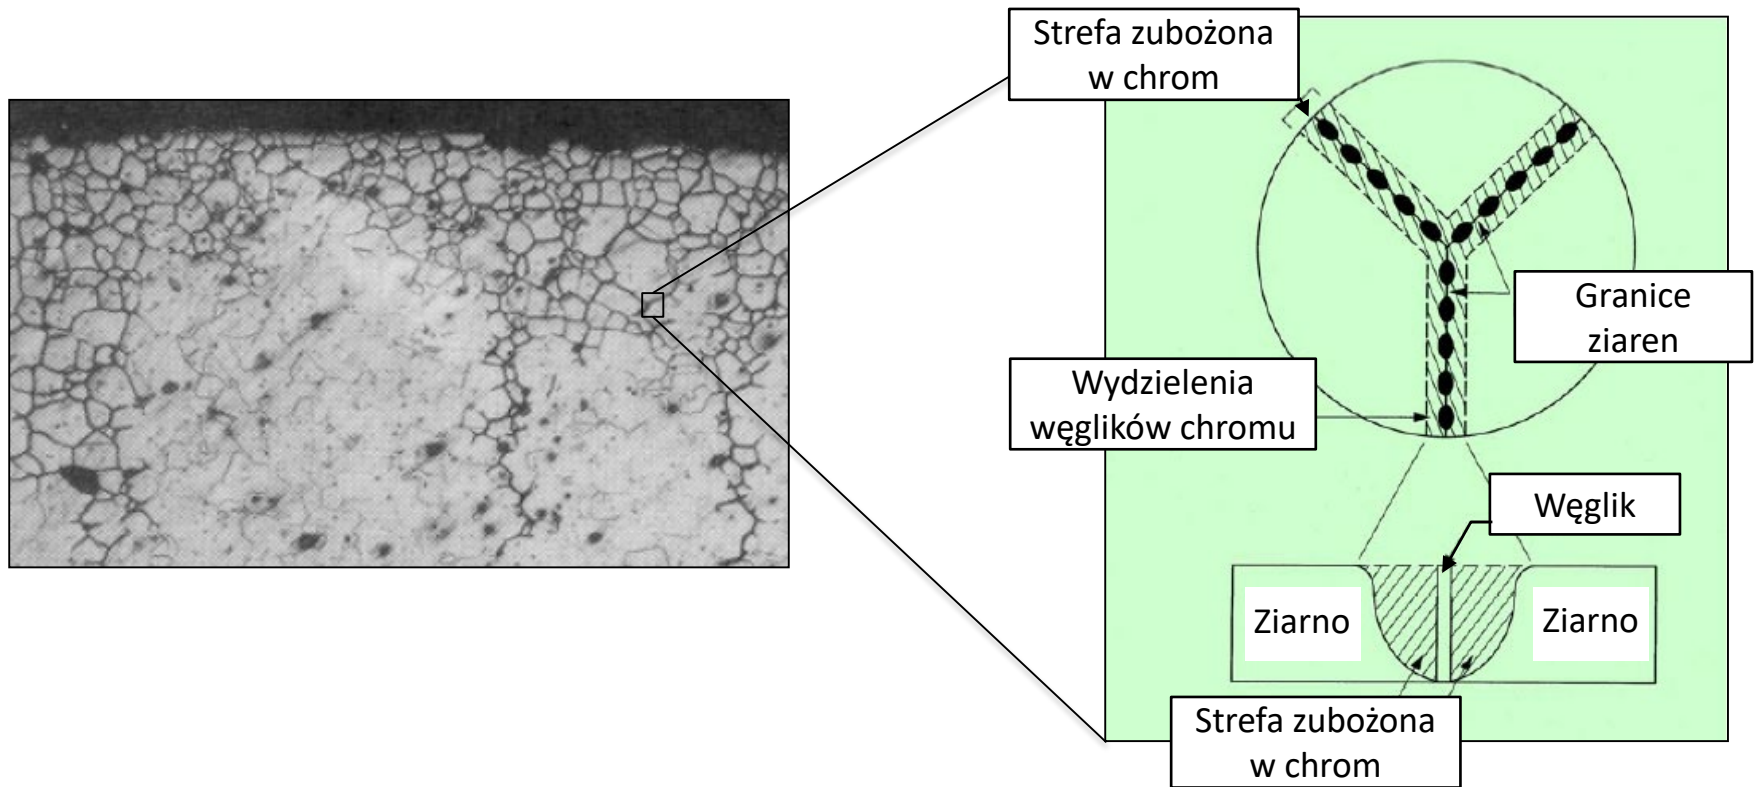 Strefa zubożona
w chrom
Granice
ziaren
Wydzielenia
węglików chromu
Węglik
Ziarno
Ziarno
Strefa zubożona
w chrom